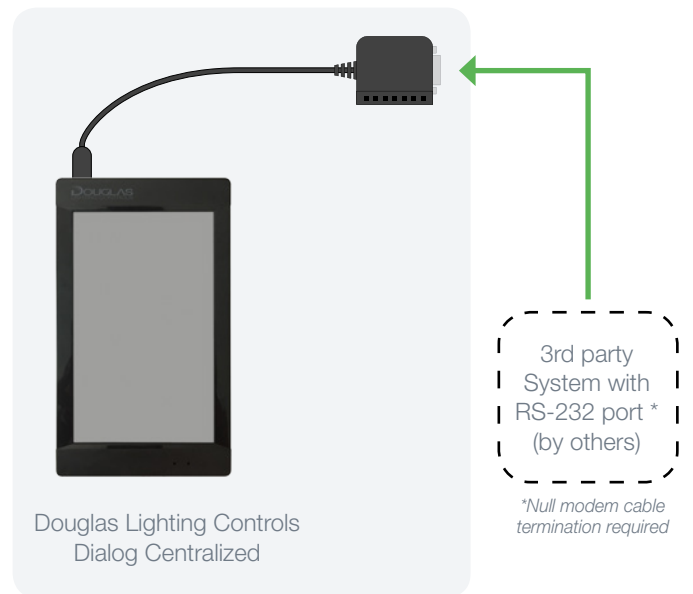 DOUGLAS
3rd party
System with
RS-232 port *
(by others)
*Null modem cable
termination required
Douglas Lighting Controls
Dialog Centralized